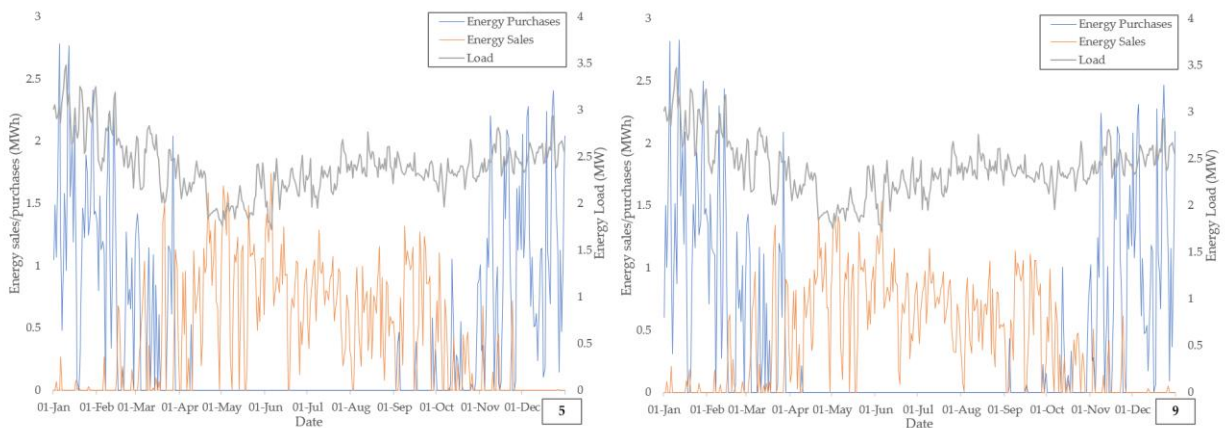 Energy sales/purchases (MWh)
3
2.5
2
1.5
1
0.5
0
Energy Purchases
Energy Sales
Load
4
3.5
3
2.5
2
1.5
1
0.5
0
Energy Load (MW)
01-Jan 01-Feb 01-Mar 01-Apr 01-May 01-Jun 01-Jul 01-Aug 01-Sep 01-Oct 01-Nov 01-Dec
Date
5
Energy sales/purchases (MWh)
3
2.5
2
1.5
1
0.5
0
Energy Purchases
Energy Sales
Load
4
3.5
3
2.5
2
1.5
1
0.5
0
Energy Load (MW)
01-Jan 01-Feb 01-Mar 01-Apr 01-May 01-Jun 01-Jul 01-Aug 01-Sep 01-Oct 01-Nov 01-Dec
Date
9